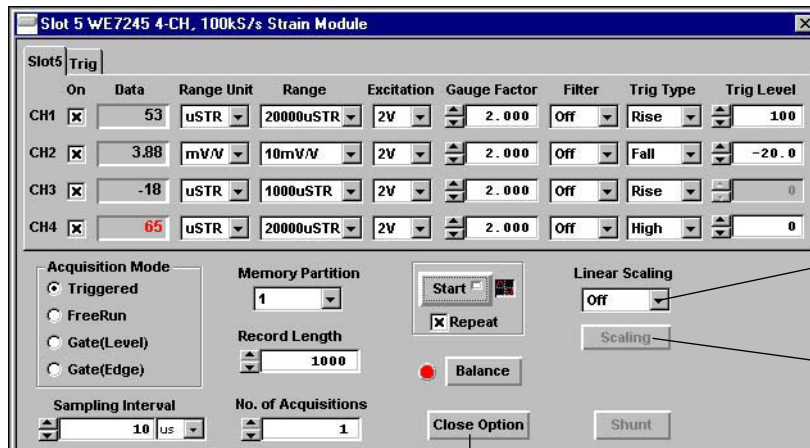 Slot 5 WE7245 4-CH, 100kS/s Strain Module
Slot5 Trig
On Data Range Unit Range Excitation Gauge Factor Filter Trig Type Trig Level
CH1 53 uSTR 20000uSTR 2V 2.000 Off Rise 100
CH2 3.88 mV/V 10mV/V 2V 2.000 Off Fall -20.0
CH3 -18 uSTR 1000uSTR 2V 2.000 Off Rise 0
CH4 65 uSTR 20000uSTR 2V 2.000 Off High 0
Acquisition Mode
Triggered
FreeRun
Gate(Level)
Gate(Edge)
Sampling Interval
10 us
Memory Partition
1
Record Length
1000
No. of Acquisitions
1
Start
Repeat
Balance
Close Option
Linear Scaling
Off
Scaling
Shunt